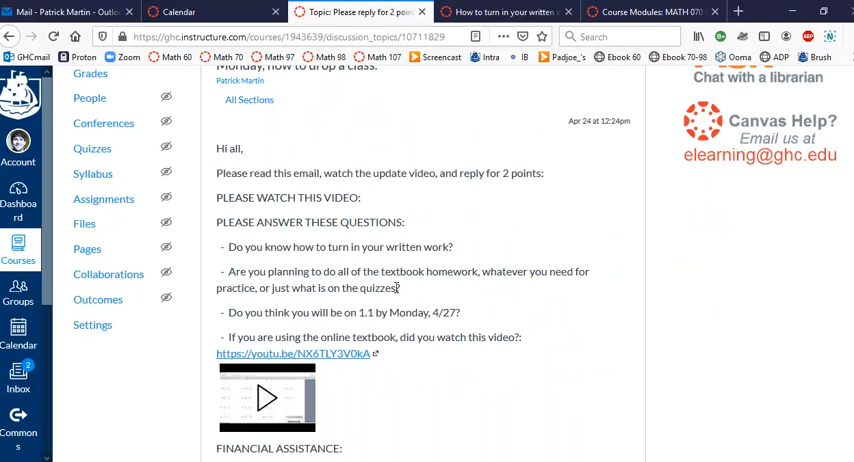 Mail - Patrick Martin - Outlo
Calendar
Topic: Please reply for 2 poin
How to turn in your written w
Course Modules: MATH 070
https://ghc.instructure.com/courses/1943639/discussion_topics/10711829
Search
GHCmail
Proton
Zoom
Math 60
Math 70
Math 97
Math 98
Math 107
Screencast
Intra
IB
Padjoe_'s
Ebook 60
Ebook 70-98
Ooma
ADP
Brush
Monday, how to drop a class.
Patrick Martin
All Sections
Apr 24 at 12:24pm
Hi all,
Please read this email, watch the update video, and reply for 2 points:
PLEASE WATCH THIS VIDEO:
PLEASE ANSWER THESE QUESTIONS:
- Do you know how to turn in your written work?
- Are you planning to do all of the textbook homework, whatever you need for
practice, or just what is on the quizzes
- Do you think you will be on 1.1 by Monday, 4/27?
- If you are using the online textbook, did you watch this video?:
https://youtu.be/NX6TLY3V0kA
FINANCIAL ASSISTANCE:
Grades
People
Conferences
Quizzes
Syllabus
Assignments
Files
Pages
Collaborations
Outcomes
Settings
Account
Dashboa
rd
Courses
Groups
Calendar
2
Inbox
Common
s
Chat with a librarian
Canvas Help?
Email us at
elearning@ghc.edu